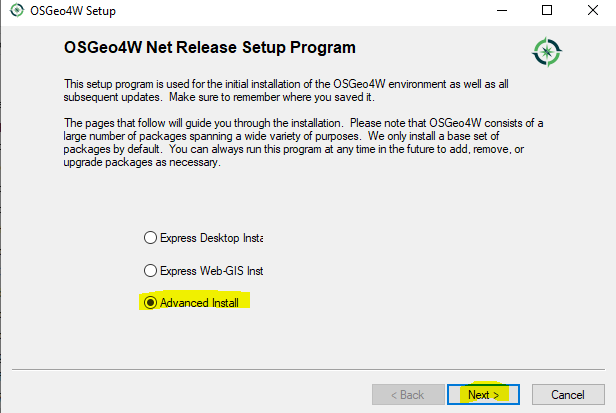 OSGeo4W Setup
OSGeo4W Net Release Setup Program
This setup program is used for the initial installation of the OSGeo4W environment as well as all
subsequent updates. Make sure to remember where you saved it.
The pages that follow will guide you through the installation. Please note that OSGeo4W consists of a
large number of packages spanning a wide variety of purposes. We only install a base set of
packages by default. You can always run this program at any time in the future to add, remove, or
upgrade packages as necessary.
Express Desktop Insta
Express Web-GIS Inst
Advanced Install
< Back
Next >
Cancel